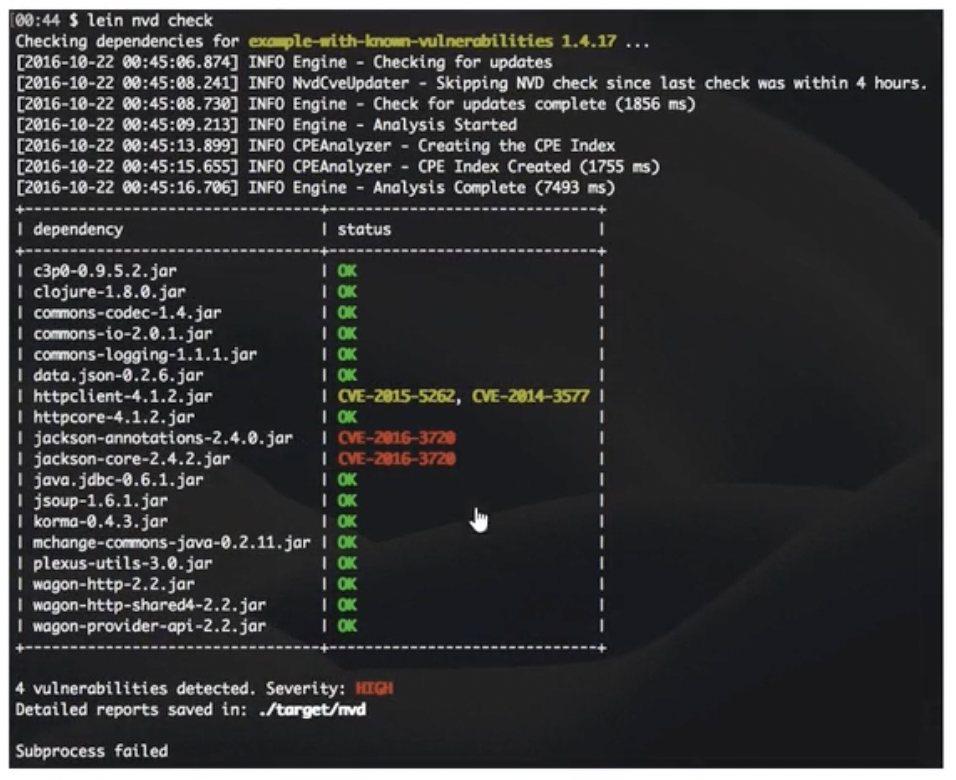 [00:44 $ lein nvd check
Checking dependencies for example-with-known-vulnerabilities 1.4.17 ...
[2016-10-22 00:45:06.874] INFO Engine - Checking for updates
[2016-10-22 00:45:08.241] INFO NvdCveUpdater - Skipping NVD check since last check was within 4 hours.
[2016-10-22 00:45:08.730] INFO Engine - Check for updates complete (1856 ms)
[2016-10-22 00:45:09.213] INFO Engine - Analysis Started
[2016-10-22 00:45:13.899] INFO CPEAnalyzer - Creating the CPE Index
[2016-10-22 00:45:15.655] INFO CPEAnalyzer - CPE Index Created (1755 ms)
[2016-10-22 00:45:16.706] INFO Engine - Analysis Complete (7493 ms)
| dependency | status |
| c3p0-0.9.5.2.jar | OK |
| clojure-1.8.0.jar | OK |
| commons-codec-1.4.jar | OK |
| commons-io-2.0.1.jar | OK |
| commons-logging-1.1.1.jar | OK |
| data.json-0.2.6.jar | OK |
| httpclient-4.1.2.jar | CVE-2015-5262, CVE-2014-3577 |
| httpcore-4.1.2.jar | OK |
| jackson-annotations-2.4.0.jar | CVE-2016-3720 |
| jackson-core-2.4.2.jar | CVE-2016-3720 |
| java.jdbc-0.6.1.jar | OK |
| jsoup-1.6.1.jar | OK |
| korma-0.4.3.jar | OK |
| mchange-commons-java-0.2.11.jar | OK |
| plexus-utils-3.0.jar | OK |
| wagon-http-2.2.jar | OK |
| wagon-http-shared4-2.2.jar | OK |
| wagon-provider-api-2.2.jar | OK |
4 vulnerabilities detected. Severity: HIGH
Detailed reports saved in: ./target/nvd
Subprocess failed